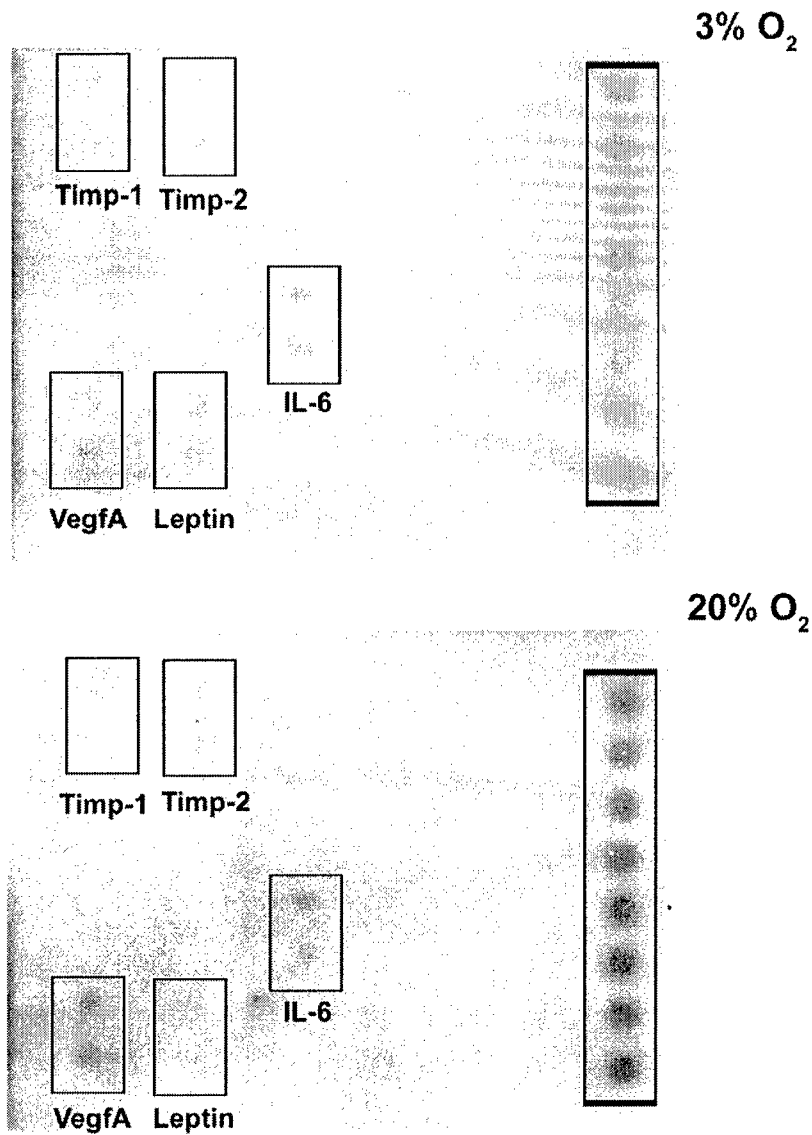 3% O₂
TImp-1 Timp-2
IL-6
VegfA Leptin
20% O₂
Timp-1 Timp-2
IL-6
VegfA Leptin